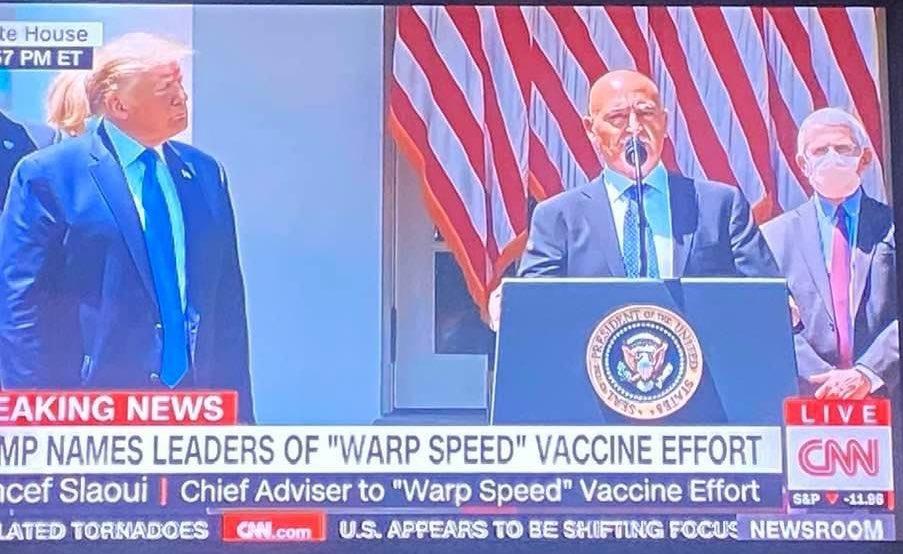 te House
57 PM ET
SEAL OF THE PRESIDENT OF THE UNITED STATES
EAKING NEWS
LIVE
MP NAMES LEADERS OF "WARP SPEED" VACCINE EFFORT
CNN
ncef Slaoui | Chief Adviser to "Warp Speed" Vaccine Effort
S&P ▼ -11.96
LATED TORNADOES CNN.com U.S. APPEARS TO BE SHIFTING FOCUS NEWSROOM